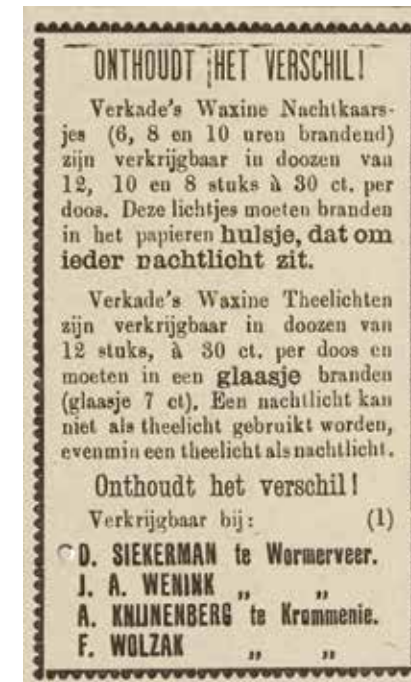 ONTHOUDT HET VERSCHIL!
Verkade's Waxine Nachtkaars-
jes (6, 8 en 10 uren brandend)
zijn verkrijgbaar in doozen van
12, 10 en 8 stuks à 30 ct. per
doos. Deze lichtjes moeten branden
in het papieren hulsje, dat om
ieder nachtlicht zit.
Verkade's Waxine Theelichten
zijn verkrijgbaar in doozen van
12 stuks, à 30 ct. per doos en
moeten in een glaasje branden
(glaasje 7 ct). Een nachtlicht kan
niet als theelicht gebruikt worden,
evenmin een theelicht als nachtlicht.
Onthoudt het verschil!
Verkrijgbaar bij: (1)
D. SIEKERMAN te Wormerveer.
J. A. WENINK „ „
A. KNIJNENBERG te Krommenie.
F. WOLZAK „ „